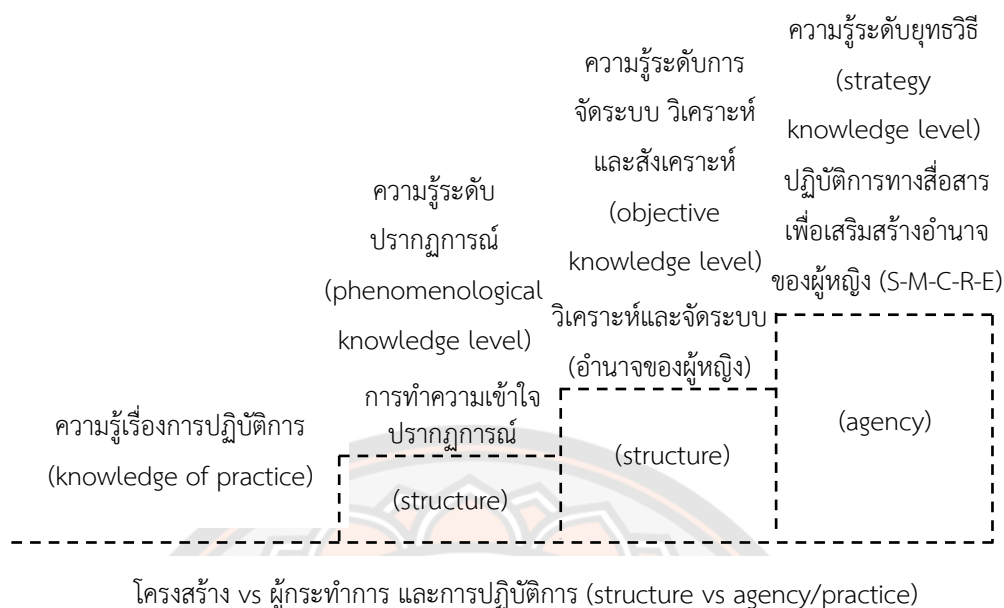 ความรู้เรื่องการปฏิบัติการ
(knowledge of practice)
ความรู้ระดับ
ปรากฏการณ์
(phenomenological
knowledge level)
การทำความเข้าใจ
ปรากฏการณ์
(structure)
ความรู้ระดับการ
จัดระบบ วิเคราะห์
และสังเคราะห์
(objective
knowledge level)
วิเคราะห์และจัดระบบ
(อำนาจของผู้หญิง)
(structure)
ความรู้ระดับยุทธวิธี
(strategy
knowledge level)
ปฏิบัติการทางสื่อสาร
เพื่อเสริมสร้างอำนาจ
ของผู้หญิง (S-M-C-R-E)
(agency)
โครงสร้าง vs ผู้กระทำการ และการปฏิบัติการ (structure vs agency/practice)